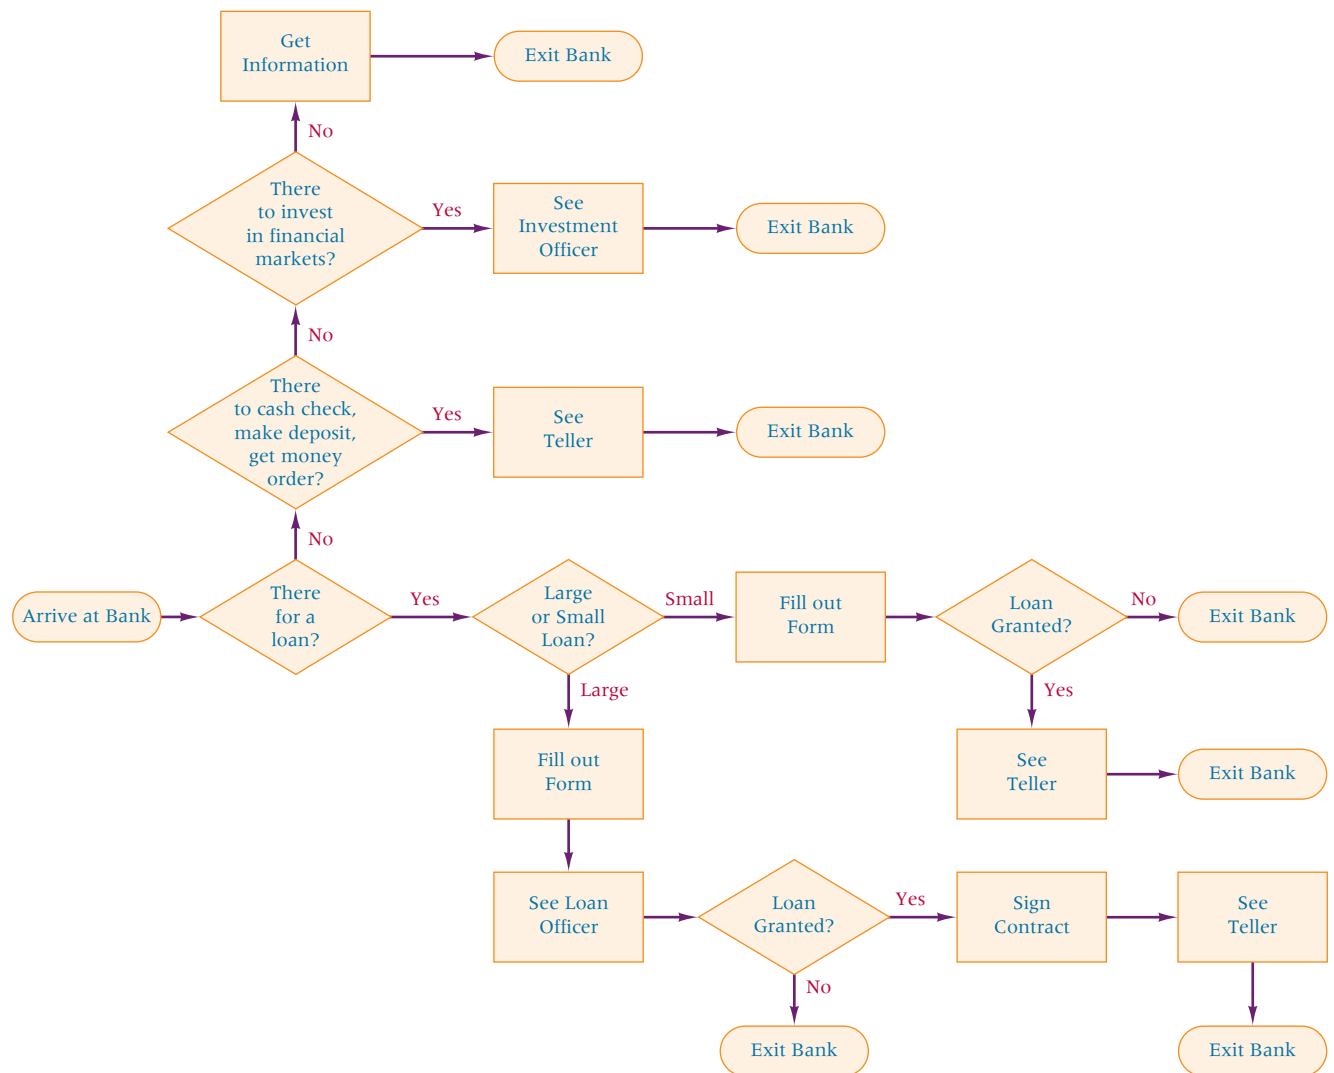 Get
Information
Exit Bank
No
There
to invest
in financial
markets?
Yes
See
Investment
Officer
Exit Bank
No
There
to cash check,
make deposit,
get money
order?
Yes
See
Teller
Exit Bank
No
Arrive at Bank
There
for a
loan?
Yes
Large
or Small
Loan?
Small
Fill out
Form
Loan
Granted?
No
Exit Bank
Large
Yes
Fill out
Form
See
Teller
Exit Bank
See Loan
Officer
Loan
Granted?
Yes
Sign
Contract
See
Teller
No
Exit Bank
Exit Bank